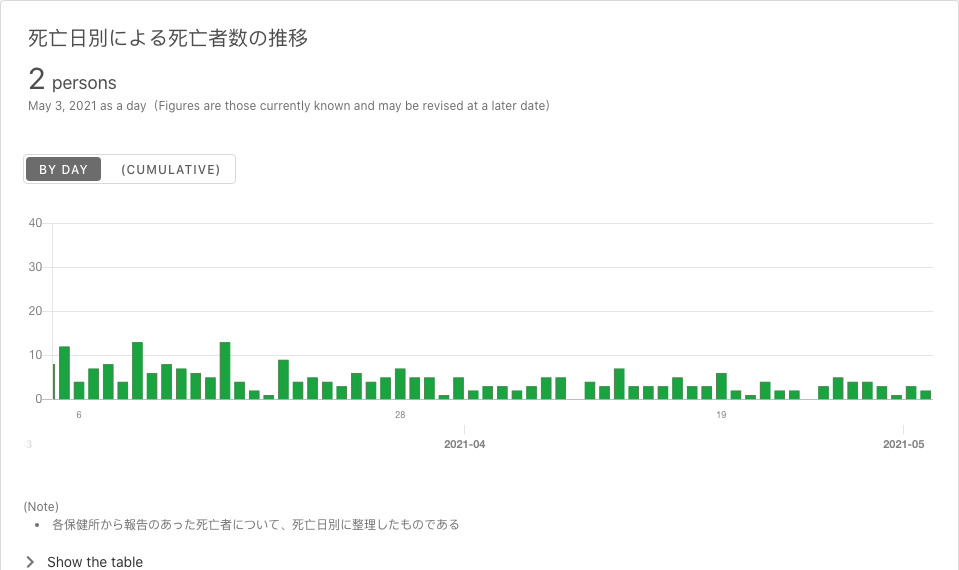 死亡日別による死亡者数の推移
2 persons
May 3, 2021 as a day (Figures are those currently known and may be revised at a later date)
BY DAY (CUMULATIVE)
40
30
20
10
0
6 28 19
3 2021-04 2021-05
(Note)
• 各保健所から報告のあった死亡者について、死亡日別に整理したものである
Show the table